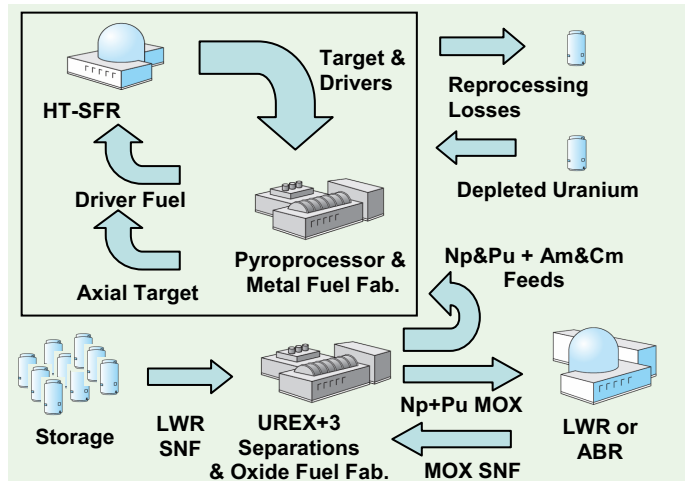 Target &
Drivers
HT-SFR
Reprocessing
Losses
Driver Fuel
Depleted Uranium
Pyroprocessor &
Metal Fuel Fab.
Axial Target
Np&Pu + Am&Cm
Feeds
Storage
LWR
SNF
UREX+3
Separations
& Oxide Fuel Fab.
Np+Pu MOX
MOX SNF
LWR or
ABR